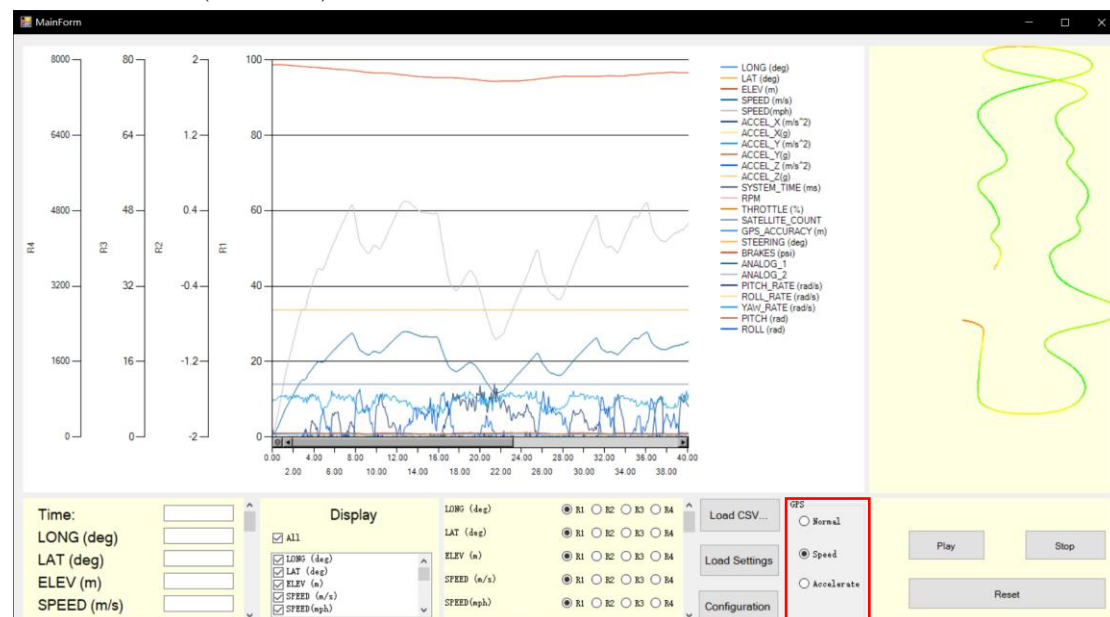 MainForm
8000
80
2
100
6400
64
1.2
80
4800
48
0.4
60
R4
R3
R2
R1
3200
32
-0.4
40
1600
16
-1.2
20
0
0
-2
0
0.00 4.00 8.00 12.00 16.00 20.00 24.00 28.00 32.00 36.00 40.00
2.00 6.00 10.00 14.00 18.00 22.00 26.00 30.00 34.00 38.00
LONG (deg)
LAT (deg)
ELEV (m)
SPEED (m/s)
SPEED(mph)
ACCEL_X (m/s^2)
ACCEL_X(g)
ACCEL_Y (m/s^2)
ACCEL_Y(g)
ACCEL_Z (m/s^2)
ACCEL_Z(g)
SYSTEM_TIME (ms)
RPM
THROTTLE (%)
SATELLITE_COUNT
GPS_ACCURACY (m)
STEERING (deg)
BRAKES (psi)
ANALOG_1
ANALOG_2
PITCH_RATE (rad/s)
ROLL_RATE (rad/s)
YAW_RATE (rad/s)
PITCH (rad)
ROLL (rad)
Time:
LONG (deg)
LAT (deg)
ELEV (m)
SPEED (m/s)
Display
All
LONG (deg)
LAT (deg)
ELEV (m)
SPEED (m/s)
SPEED(mph)
LONG (deg) R1 R2 R3 R4
LAT (deg) R1 R2 R3 R4
ELEV (m) R1 R2 R3 R4
SPEED (m/s) R1 R2 R3 R4
SPEED(mph) R1 R2 R3 R4
Load CSV...
Load Settings
Configuration
GPS
Normal
Speed
Accelerate
Play
Stop
Reset